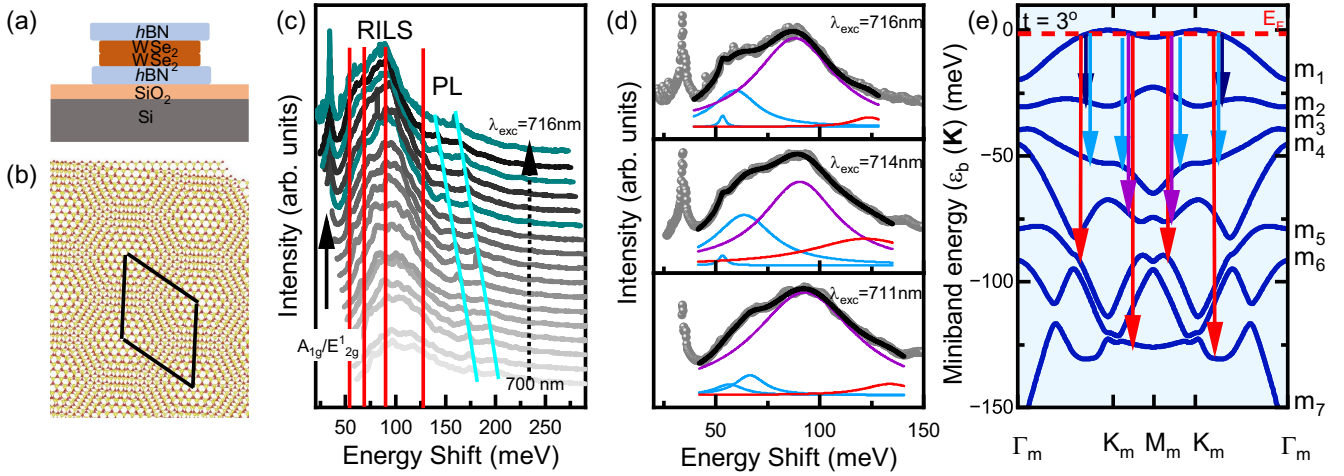 (a)
hBN
WSe2
WSe2
hBN
SiO2
Si
(b)
(c)
RILS
PL
λexc=716nm
A1g/E¹2g
700 nm
Intensity (arb. units)
50 100 150 200 250
Energy Shift (meV)
(d)
λexc=716nm
λexc=714nm
λexc=711nm
Intensity (arb. units)
50 100 150
Energy Shift (meV)
(e)
t = 3°
EF
0
−50
−100
−150
Miniband energy (εb (K) (meV)
m1
m2
m3
m4
m5
m6
m7
Γm Km Mm Km Γm